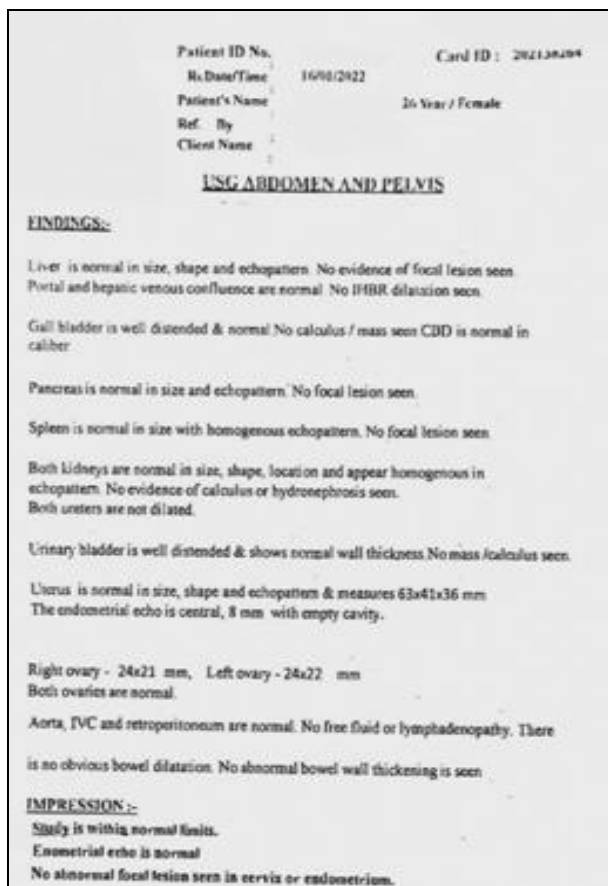 Patient ID No. Card ID :
Rx.Date/Time
Patient's Name 26 Year / Female
Ref. By
Client Name
USG ABDOMEN AND PELVIS
FINDINGS:-
Liver is normal in size, shape and echopattern. No evidence of focal lesion seen.
Portal and hepatic venous confluence are normal. No IHBR dilatation seen.
Gall bladder is well distended & normal.No calculus / mass seen CBD is normal in
caliber
Pancreas is normal in size and echopattern. No focal lesion seen.
Spleen is normal in size with homogenous echopattern. No focal lesion seen.
Both kidneys are normal in size, shape, location and appear homogenous in
echopattern. No evidence of calculus or hydronephrosis seen.
Both ureters are not dilated.
Urinary bladder is well distended & shows normal wall thickness.No mass /calculus seen.
Uterus is normal in size, shape and echopattern & measures 63x41x36 mm
The endometrial echo is central, 8 mm with empty cavity.
Right ovary - 24x21 mm, Left ovary - 24x22 mm
Both ovaries are normal.
Aorta, IVC and retroperitoneum are normal. No free fluid or lymphadenopathy. There
is no obvious bowel dilatation. No abnormal bowel wall thickening is seen
IMPRESSION :-
Study is within normal limits.
Enometrial echo is normal
No abnormal focal lesion seen in cervix or endometrium.